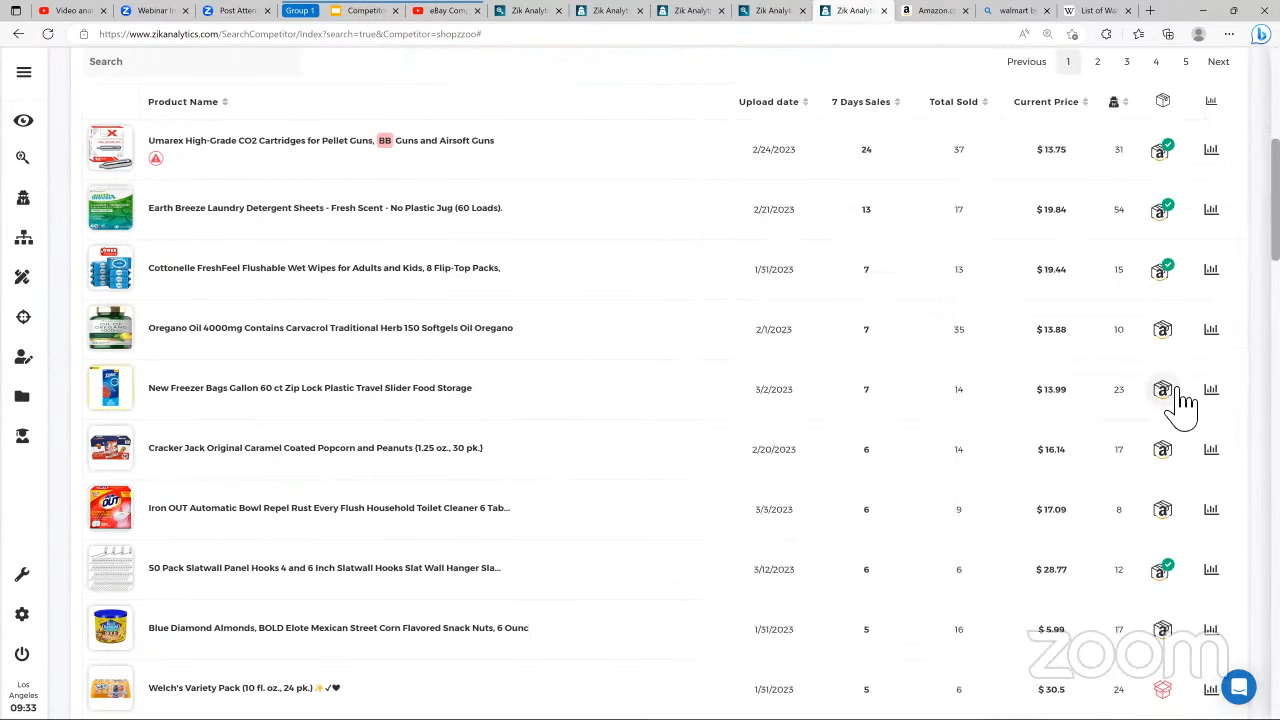 Video anal
Webinar 2
Post Atten
Group 1
Competito
eBay Com
Zik Analyti
Zik Analyti
Zik Analyti
Zik Analyti
Zik Analyti
Amazon.c
wantent b
List of Mo
https://www.zikanalytics.com/SearchCompetitor/Index?search=true&Competitor=shopzzoo#
Search
Previous 1 2 3 4 5 Next
Product Name Upload date 7 Days Sales Total Sold Current Price
Umarex High-Grade CO2 Cartridges for Pellet Guns, BB Guns and Airsoft Guns 2/24/2023 24 37 $ 13.75 31
Earth Breeze Laundry Detergent Sheets - Fresh Scent - No Plastic Jug (60 Loads). 2/21/2023 13 17 $ 19.84 54
Cottonelle FreshFeel Flushable Wet Wipes for Adults and Kids, 8 Flip-Top Packs, 1/31/2023 7 13 $ 19.44 15
Oregano Oil 4000mg Contains Carvacrol Traditional Herb 150 Softgels Oil Oregano 2/1/2023 7 35 $ 13.88 10
New Freezer Bags Gallon 60 ct Zip Lock Plastic Travel Slider Food Storage 3/2/2023 7 14 $ 13.99 23
Cracker Jack Original Caramel Coated Popcorn and Peanuts (1.25 oz., 30 pk.) 2/20/2023 6 14 $ 16.14 17
Iron OUT Automatic Bowl Repel Rust Every Flush Household Toilet Cleaner 6 Tab... 3/3/2023 6 9 $ 17.09 8
50 Pack Slatwall Panel Hooks 4 and 6 Inch Slatwall Hooks Slat Wall Hanger Sla... 3/12/2023 6 6 $ 28.77 12
Blue Diamond Almonds, BOLD Elote Mexican Street Corn Flavored Snack Nuts, 6 Ounc 1/31/2023 5 16 $ 5.99 17
Welch's Variety Pack (10 fl. oz., 24 pk.)✨✓♥ 1/31/2023 5 6 $ 30.5 24
Los
Angeles
09:33
zoom